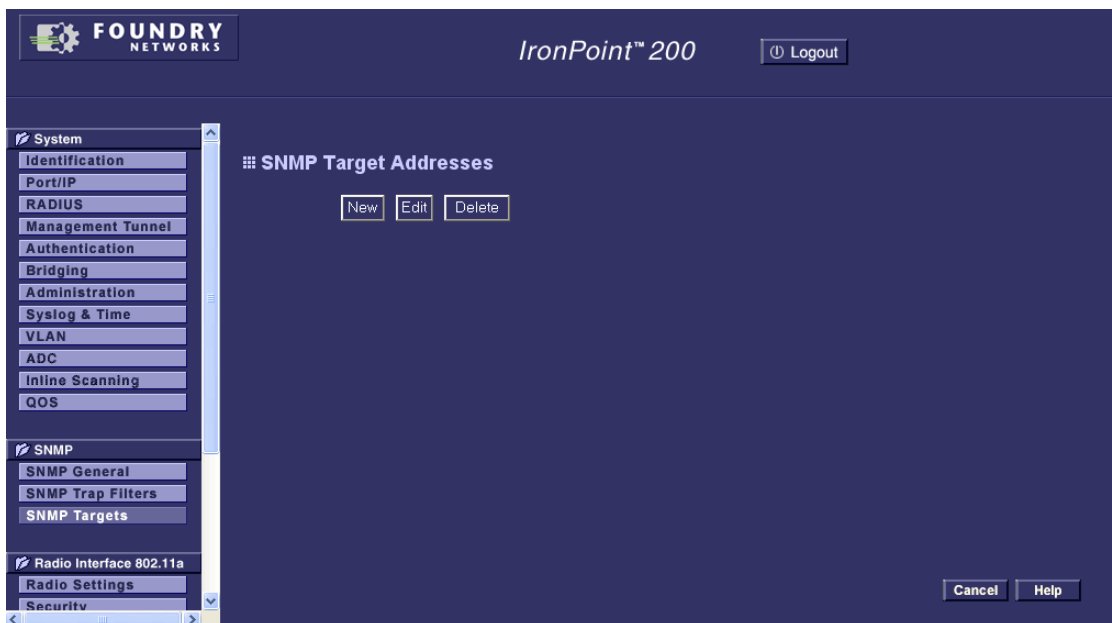 FOUNDRY
NETWORKS
IronPoint™ 200
Logout
System
Identification
Port/IP
RADIUS
Management Tunnel
Authentication
Bridging
Administration
Syslog & Time
VLAN
ADC
Inline Scanning
QOS
SNMP
SNMP General
SNMP Trap Filters
SNMP Targets
Radio Interface 802.11a
Radio Settings
Security
SNMP Target Addresses
New Edit Delete
Cancel Help